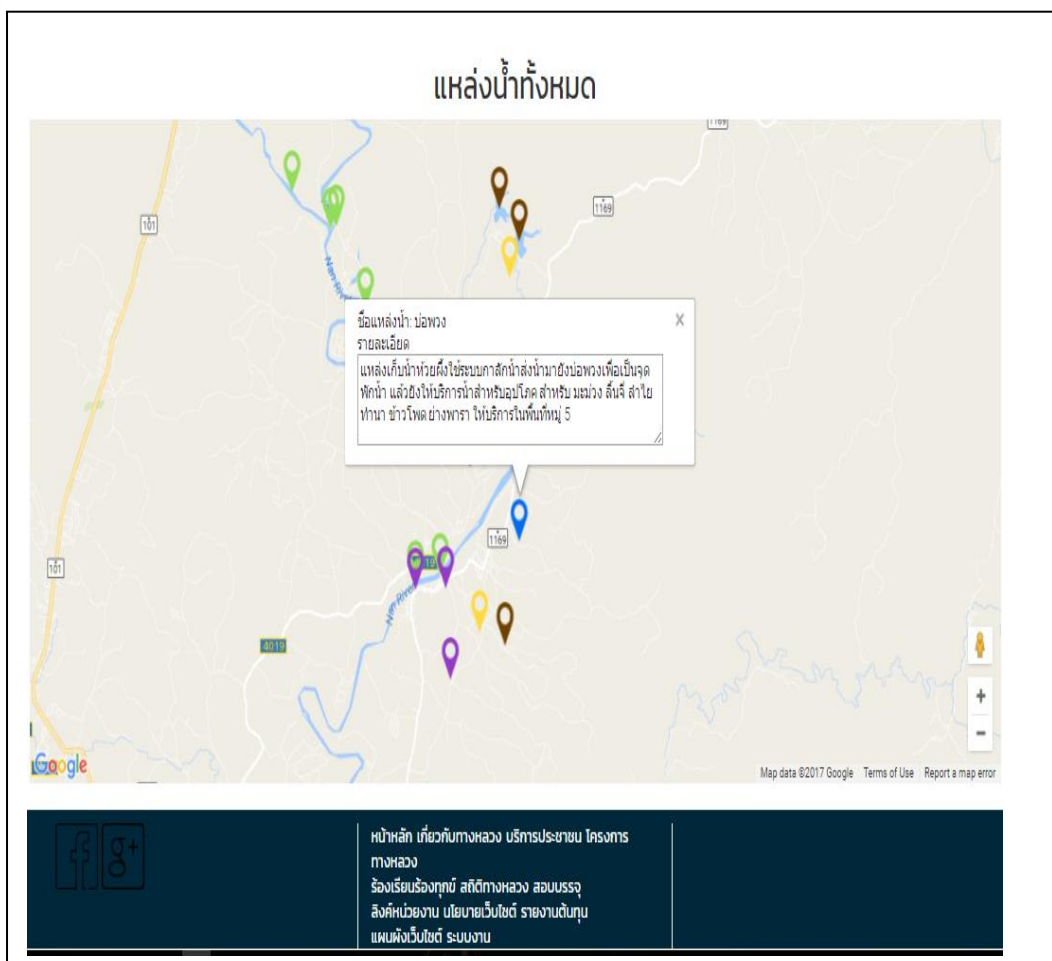 แหล่งน้ำทั้งหมด
1169
101
1169
Nan River
ชื่อแหล่งน้ำ: บ่อพวง
×
รายละเอียด
แหล่งเก็บน้ำห้วยผึ้งใช้ระบบกาลักน้ำส่งน้ำมายังบ่อพวงเพื่อเป็นจุด
พักน้ำ แล้วยังให้บริการน้ำสำหรับอุปโภค สำหรับ มะม่วง ลิ้นจี่ ลำไย
ทำนา ข้าวโพด ย่างพารา ให้บริการในพื้นที่หมู่ 5
1169
101
Nan River
4019
+
−
Google
Map data ©2017 Google Terms of Use Report a map error
f g+
หน้าหลัก เกี่ยวกับทางหลวง บริการประชาชน โครงการ
ทางหลวง
ร้องเรียนร้องทุกข์ สถิติทางหลวง สอบบรรจุ
ลิงค์หน่วยงาน นโยบายเว็บไซต์ รายงานต้นทุน
แผนผังเว็บไซต์ ระบบงาน